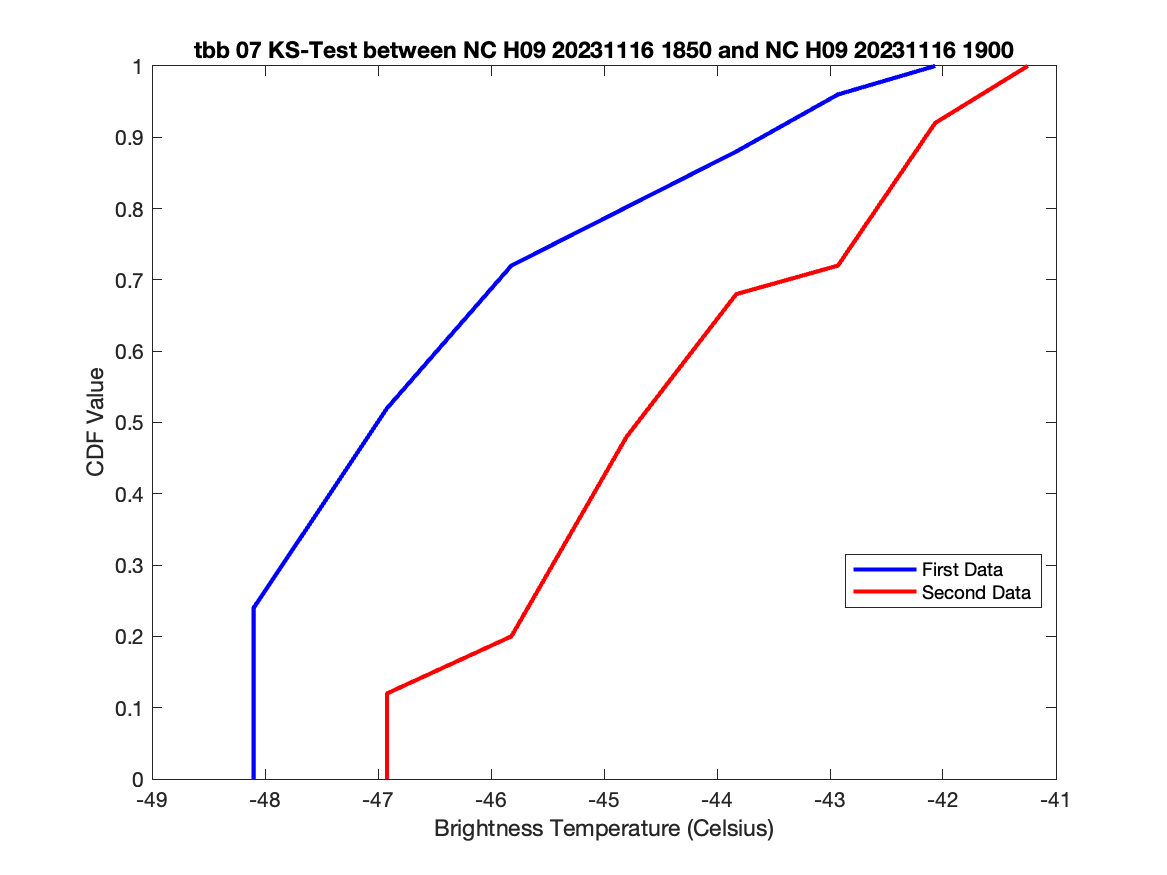 tbb 07 KS-Test between NC H09 20231116 1850 and NC H09 20231116 1900
1
0.9
0.8
0.7
0.6
0.5
0.4
0.3
0.2
0.1
0
CDF Value
First Data
Second Data
-49 -48 -47 -46 -45 -44 -43 -42 -41
Brightness Temperature (Celsius)